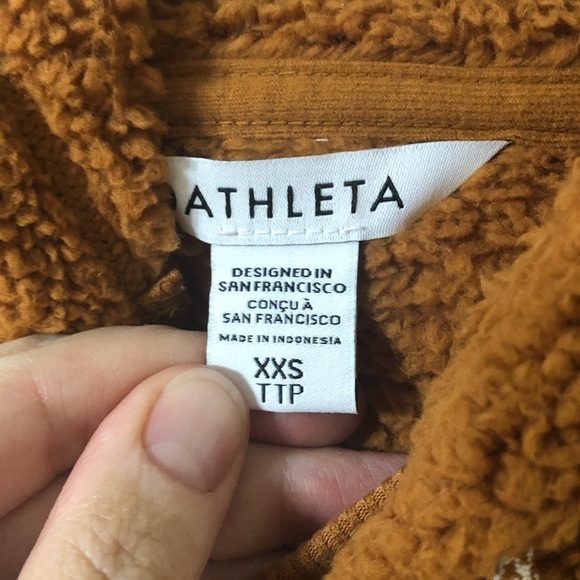 ATHLETA
DESIGNED IN
SAN FRANCISCO
CONÇU À
SAN FRANCISCO
MADE IN INDONESIA
XXS
TTP